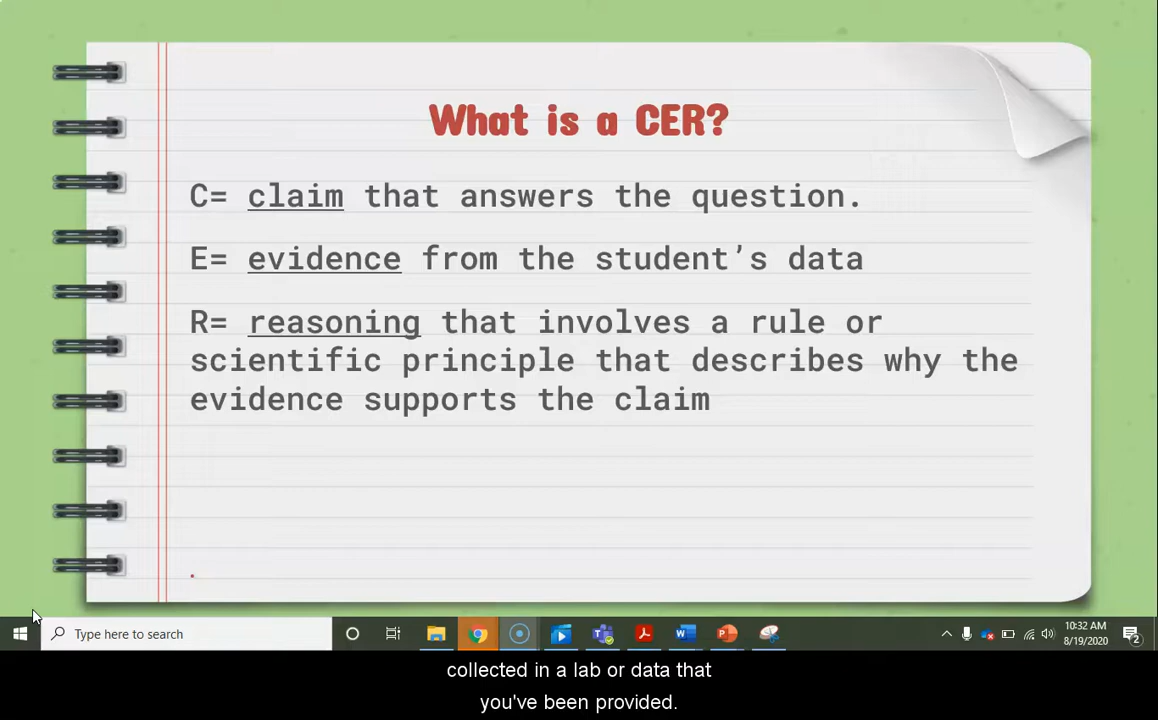 What is a CER?
C= claim that answers the question.
E= evidence from the student’s data
R= reasoning that involves a rule or
scientific principle that describes why the
evidence supports the claim
.
Type here to search
10:32 AM
8/19/2020
2
collected in a lab or data that
you've been provided.